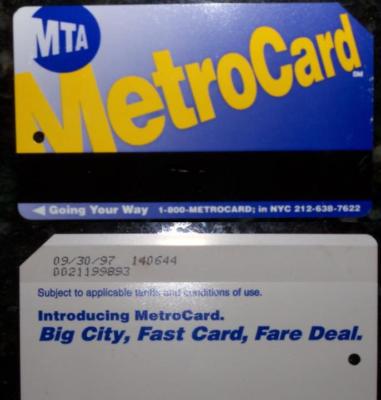 MTA
MetroCard
SM
◀ Going Your Way 1-800-METROCARD; in NYC 212-638-7622
09/30/97 140644
0021199893
Subject to applicable tariffs and conditions of use.
Introducing MetroCard.
Big City, Fast Card, Fare Deal.